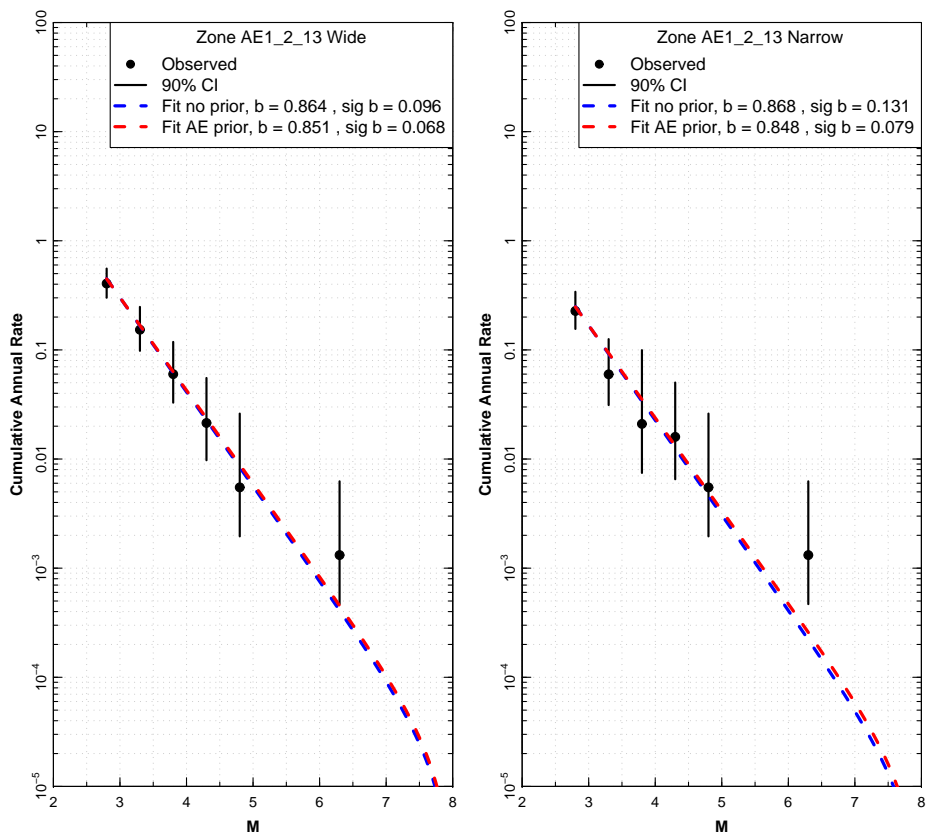 Zone AE1_2_13 Wide
Observed
90% CI
Fit no prior, b = 0.864 , sig b = 0.096
Fit AE prior, b = 0.851 , sig b = 0.068
100
10
1
0.1
0.01
10⁻³
10⁻⁴
10⁻⁵
Cumulative Annual Rate
2 3 4 5 6 7 8
M
Zone AE1_2_13 Narrow
Observed
90% CI
Fit no prior, b = 0.868 , sig b = 0.131
Fit AE prior, b = 0.848 , sig b = 0.079
100
10
1
0.1
0.01
10⁻³
10⁻⁴
10⁻⁵
Cumulative Annual Rate
2 3 4 5 6 7 8
M